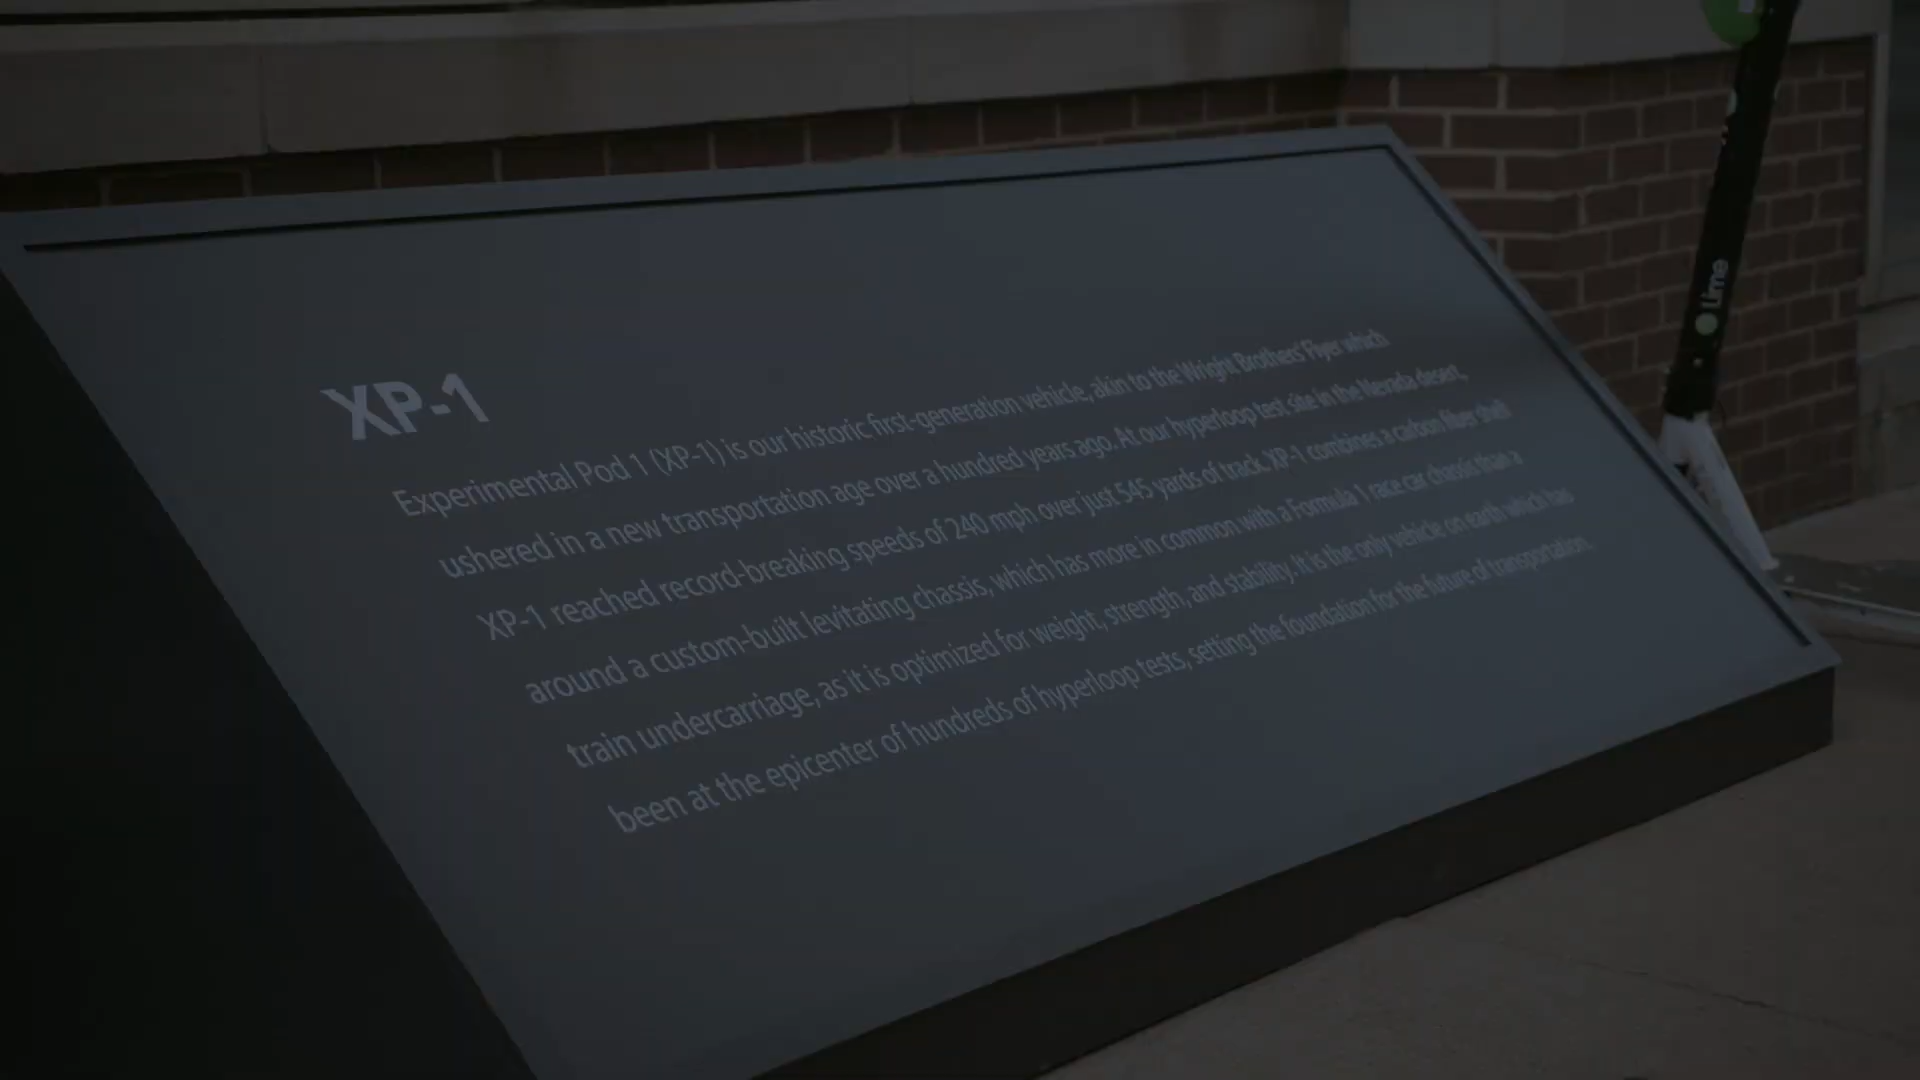 XP-1
Experimental Pod 1 (XP-1) is our historic first-generation vehicle, akin to the Wright Brothers' Flyer which
ushered in a new transportation age over a hundred years ago. At our hyperloop test site in the Nevada desert,
XP-1 reached record-breaking speeds of 240 mph over just 545 yards of track. XP-1 combines a carbon fiber shell
around a custom-built levitating chassis, which has more in common with a Formula 1 race car chassis than a
train undercarriage, as it is optimized for weight, strength, and stability. It is the only vehicle on earth which has
been at the epicenter of hundreds of hyperloop tests, setting the foundation for the future of transportation.
Lime